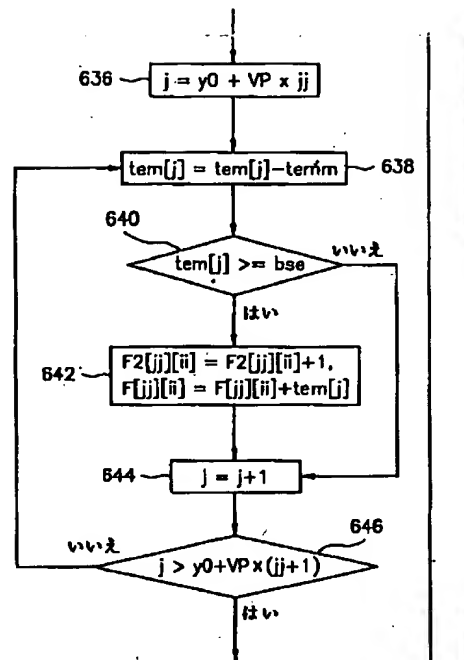 636
j = y0 + VP x jj
tem[j] = tem[j]-temm
638
640
tem[j] >= bse
いいえ
はい
642
F2[jj][ii] = F2[jj][ii]+1,
F[jj][ii] = F[jj][ii]+tem[j]
644
j = j+1
646
いいえ
j > y0+VPx(jj+1)
はい